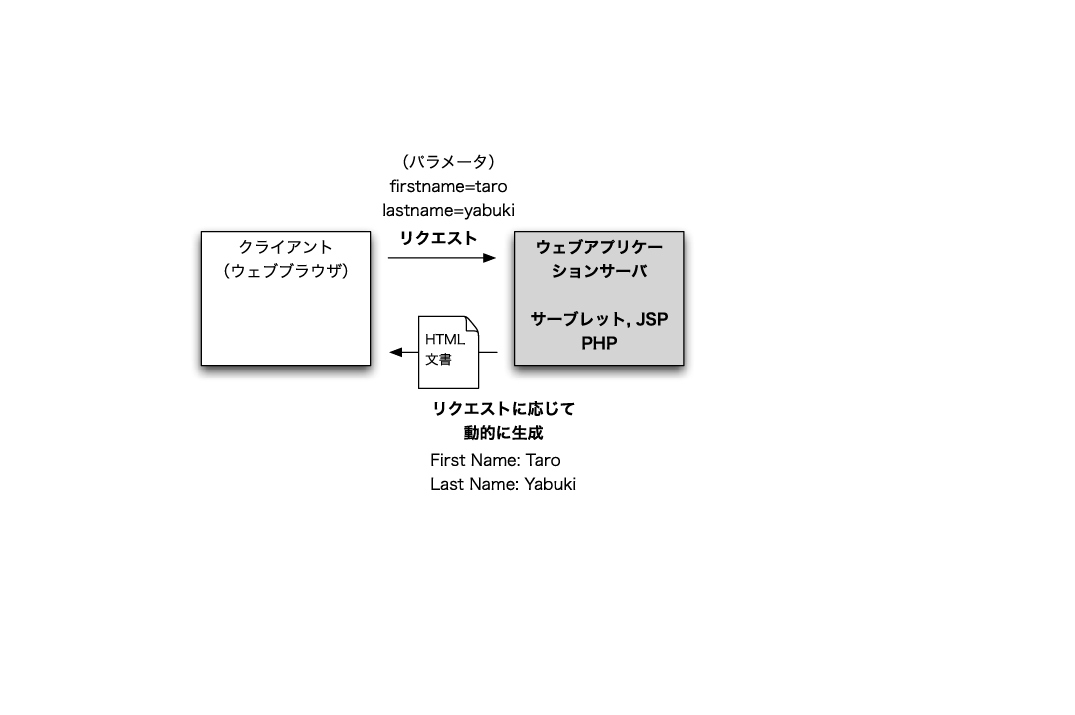 （パラメータ）
firstname=taro
lastname=yabuki
リクエスト
クライアント
（ウェブブラウザ）
ウェブアプリケー
ションサーバ
サーブレット, JSP
PHP
HTML
文書
リクエストに応じて
動的に生成
First Name: Taro
Last Name: Yabuki